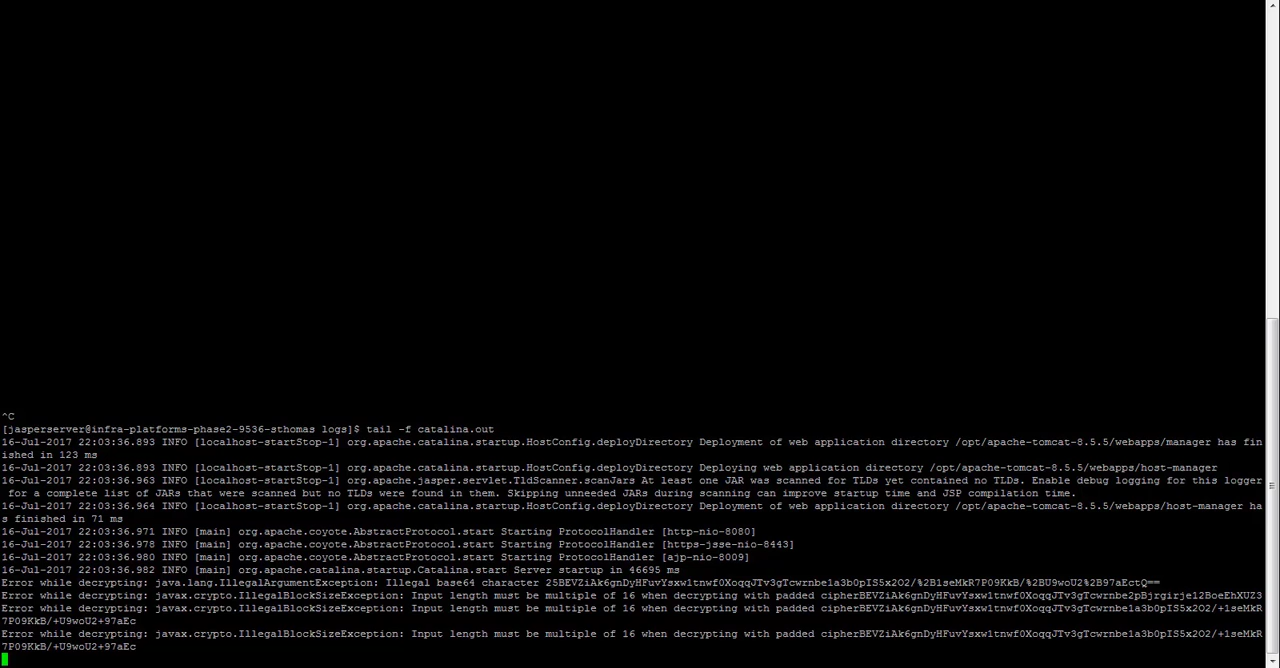 ^C
[jasperserver@infra-platforms-phase2-9536-sthomas logs]$ tail -f catalina.out
16-Jul-2017 22:03:36.893 INFO [localhost-startStop-1] org.apache.catalina.startup.HostConfig.deployDirectory Deployment of web application directory /opt/apache-tomcat-8.5.5/webapps/manager has fin
ished in 123 ms
16-Jul-2017 22:03:36.893 INFO [localhost-startStop-1] org.apache.catalina.startup.HostConfig.deployDirectory Deploying web application directory /opt/apache-tomcat-8.5.5/webapps/host-manager
16-Jul-2017 22:03:36.963 INFO [localhost-startStop-1] org.apache.jasper.servlet.TldScanner.scanJars At least one JAR was scanned for TLDs yet contained no TLDs. Enable debug logging for this logger
 for a complete list of JARs that were scanned but no TLDs were found in them. Skipping unneeded JARs during scanning can improve startup time and JSP compilation time.
16-Jul-2017 22:03:36.964 INFO [localhost-startStop-1] org.apache.catalina.startup.HostConfig.deployDirectory Deployment of web application directory /opt/apache-tomcat-8.5.5/webapps/host-manager ha
s finished in 71 ms
16-Jul-2017 22:03:36.971 INFO [main] org.apache.coyote.AbstractProtocol.start Starting ProtocolHandler [http-nio-8080]
16-Jul-2017 22:03:36.978 INFO [main] org.apache.coyote.AbstractProtocol.start Starting ProtocolHandler [https-jsse-nio-8443]
16-Jul-2017 22:03:36.980 INFO [main] org.apache.coyote.AbstractProtocol.start Starting ProtocolHandler [ajp-nio-8009]
16-Jul-2017 22:03:36.982 INFO [main] org.apache.catalina.startup.Catalina.start Server startup in 46695 ms
Error while decrypting: java.lang.IllegalArgumentException: Illegal base64 character 25BEVZiAk6gnDyHFuvYsxw1tnwf0XoqqJTv3gTcwrnbe1a3b0pIS5x2O2/%2B1seMkR7P09KkB/%2BU9woU2%2B97aEctQ==
Error while decrypting: javax.crypto.IllegalBlockSizeException: Input length must be multiple of 16 when decrypting with padded cipherBEVZiAk6gnDyHFuvYsxw1tnwf0XoqqJTv3gTcwrnbe2pBjrgirje12BoeEhXUZ3
Error while decrypting: javax.crypto.IllegalBlockSizeException: Input length must be multiple of 16 when decrypting with padded cipherBEVZiAk6gnDyHFuvYsxw1tnwf0XoqqJTv3gTcwrnbe1a3b0pIS5x2O2/+1seMkR
7P09KkB/+U9woU2+97aEc
Error while decrypting: javax.crypto.IllegalBlockSizeException: Input length must be multiple of 16 when decrypting with padded cipherBEVZiAk6gnDyHFuvYsxw1tnwf0XoqqJTv3gTcwrnbe1a3b0pIS5x2O2/+1seMkR
7P09KkB/+U9woU2+97aEc